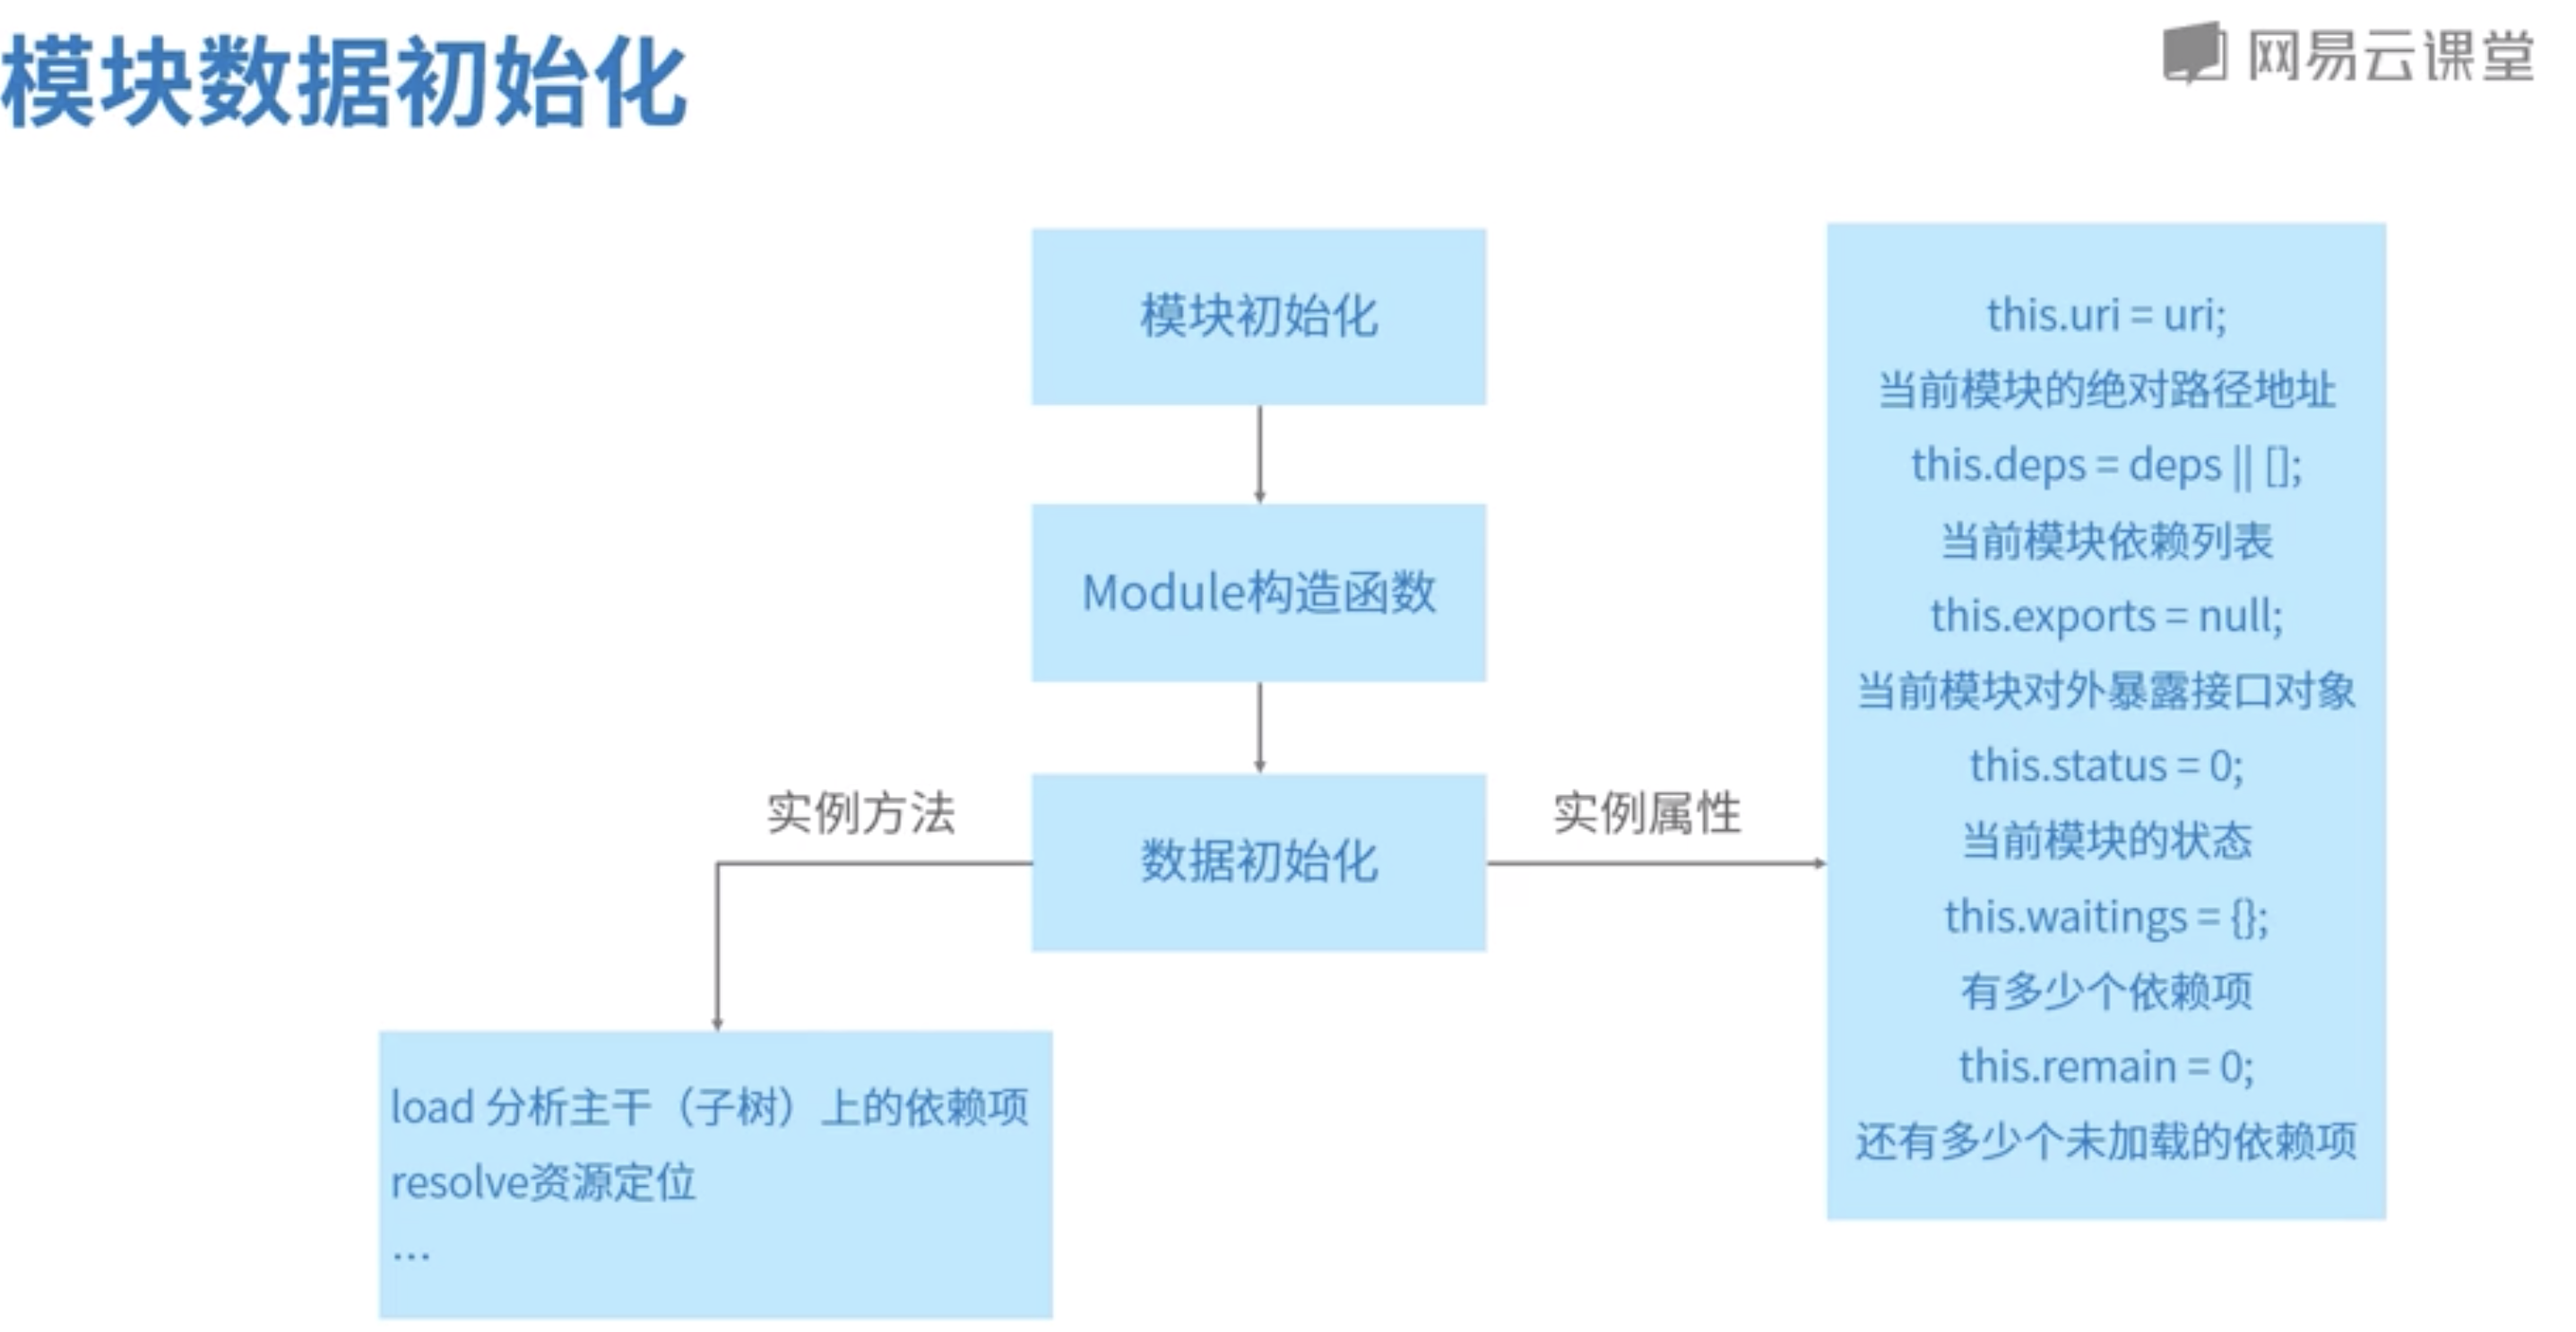 模块数据初始化
网易云课堂
模块初始化
Module构造函数
实例方法
数据初始化
实例属性
load 分析主干（子树）上的依赖项
resolve资源定位
...
this.uri = uri;
当前模块的绝对路径地址
this.deps = deps || [];
当前模块依赖列表
this.exports = null;
当前模块对外暴露接口对象
this.status = 0;
当前模块的状态
this.waitings = {};
有多少个依赖项
this.remain = 0;
还有多少个未加载的依赖项